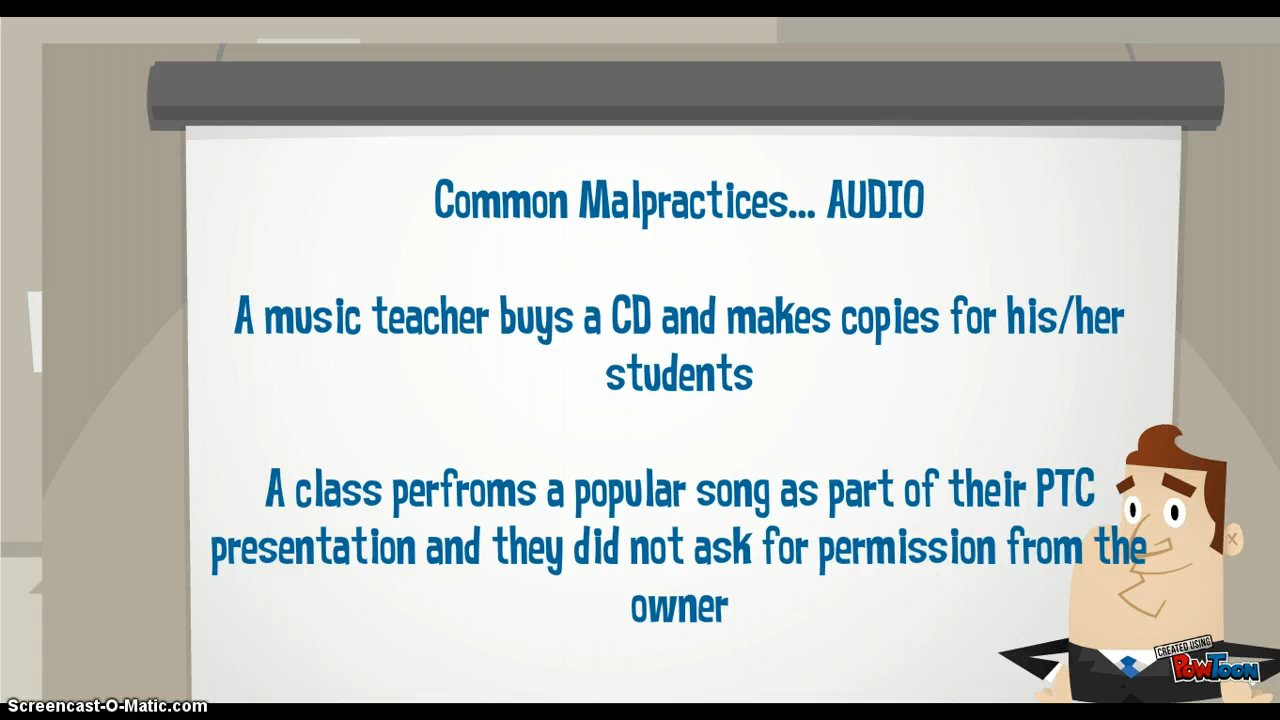 Common Malpractices... AUDIO
A music teacher buys a CD and makes copies for his/her
students
A class perfroms a popular song as part of their PTC
presentation and they did not ask for permission from the
owner
CREATED USING
POWTOON
Screencast-O-Matic.com